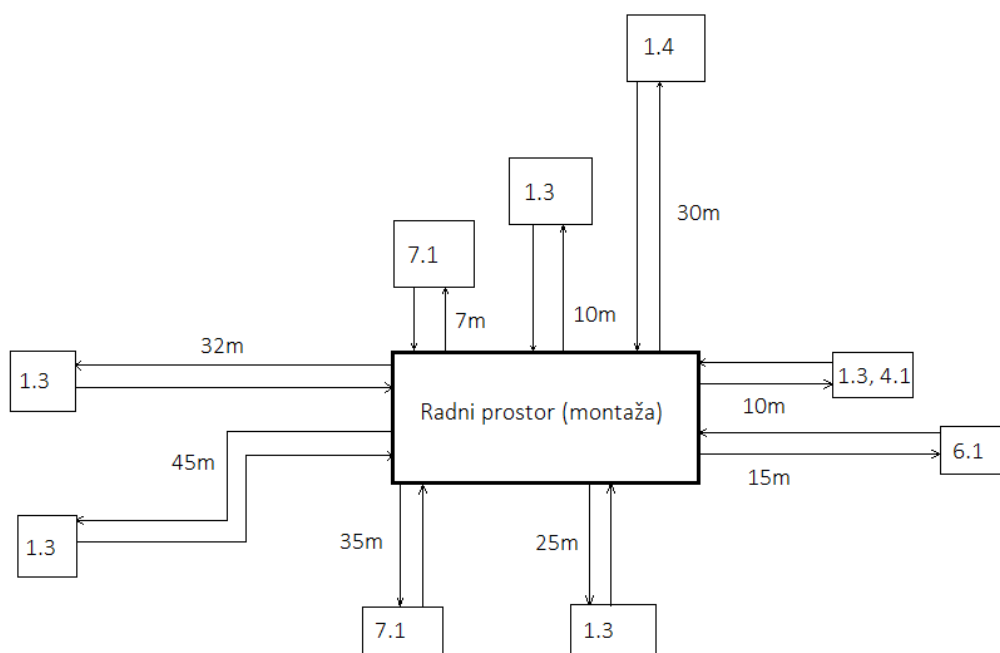 1.4
1.3
30m
7.1
7m
10m
32m
1.3
Radni prostor (montaža)
1.3, 4.1
10m
45m
6.1
15m
1.3
35m
25m
7.1
1.3